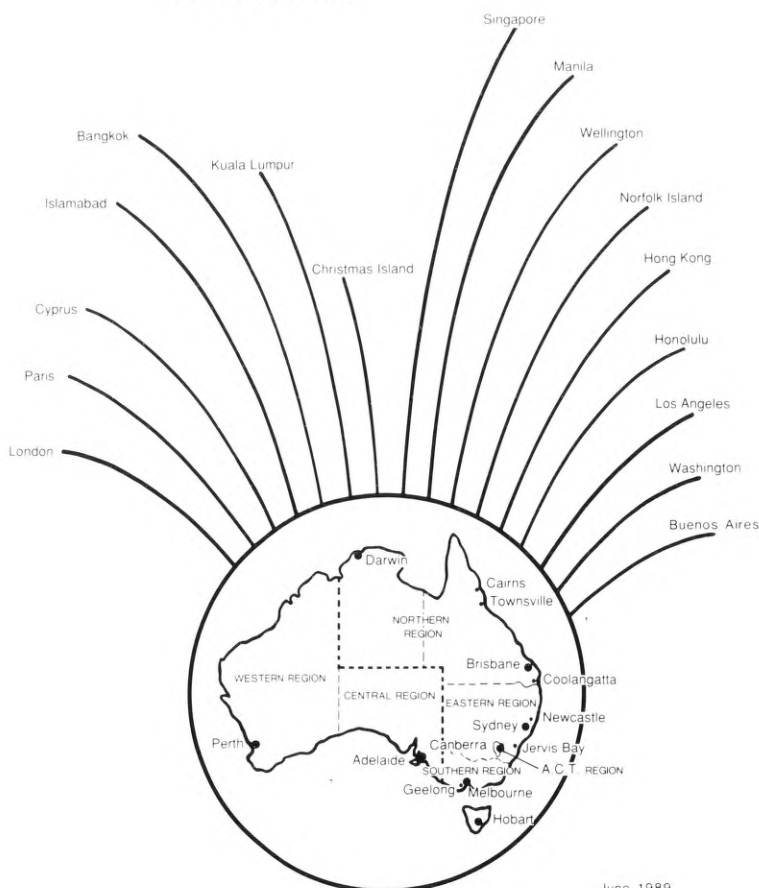 Singapore
Manila
Bangkok
Wellington
Kuala Lumpur
Islamabad
Norfolk Island
Hong Kong
Christmas Island
Cyprus
Honolulu
Paris
Los Angeles
London
Washington
Buenos Aires
Darwin
Cairns
Townsville
NORTHERN
REGION
Brisbane
WESTERN REGION
Coolangatta
CENTRAL REGION
EASTERN REGION
Newcastle
Sydney
Perth
Canberra
Jervis Bay
Adelaide
SOUTHERN REGION
A.C.T. REGION
Geelong
Melbourne
Hobart
June 1989